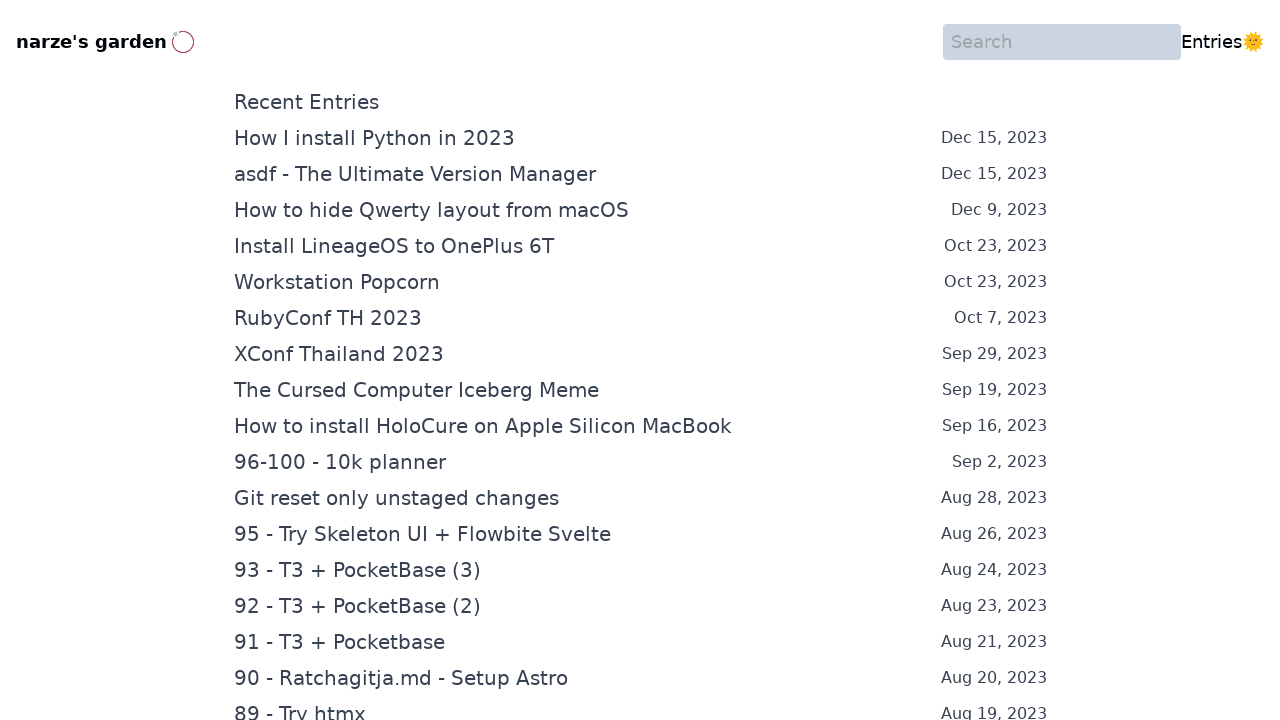 narze's garden
Search
Entries🌞
Recent Entries
How I install Python in 2023 Dec 15, 2023
asdf - The Ultimate Version Manager Dec 15, 2023
How to hide Qwerty layout from macOS Dec 9, 2023
Install LineageOS to OnePlus 6T Oct 23, 2023
Workstation Popcorn Oct 23, 2023
RubyConf TH 2023 Oct 7, 2023
XConf Thailand 2023 Sep 29, 2023
The Cursed Computer Iceberg Meme Sep 19, 2023
How to install HoloCure on Apple Silicon MacBook Sep 16, 2023
96-100 - 10k planner Sep 2, 2023
Git reset only unstaged changes Aug 28, 2023
95 - Try Skeleton UI + Flowbite Svelte Aug 26, 2023
93 - T3 + PocketBase (3) Aug 24, 2023
92 - T3 + PocketBase (2) Aug 23, 2023
91 - T3 + Pocketbase Aug 21, 2023
90 - Ratchagitja.md - Setup Astro Aug 20, 2023
89 - Try htmx Aug 19, 2023